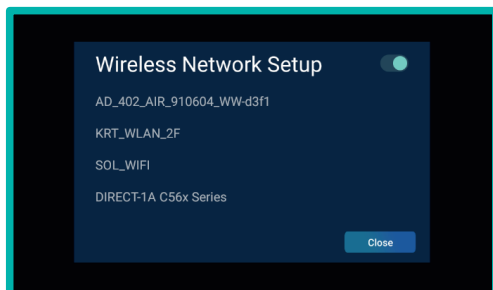 Wireless Network Setup
AD_402_AIR_910604_WW-d3f1
KRT_WLAN_2F
SOL_WIFI
DIRECT-1A C56x Series
Close